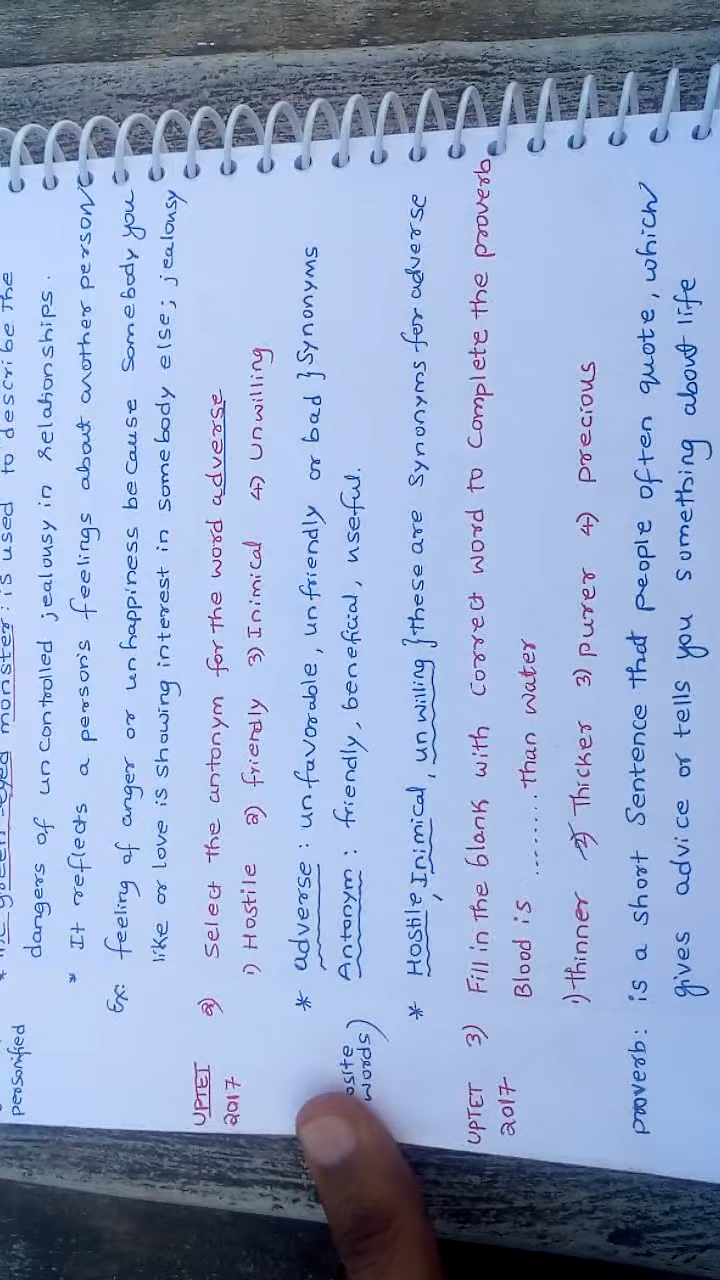 * The green-eyed monster: is used to describe the
personified
dangers of uncontrolled jealousy in relationships.
* It reflects a person's feelings about another person
Ex: feeling of anger or unhappiness because somebody you
like or love is showing interest in somebody else; jealousy
UPTET 2) Select the antonym for the word adverse
2017 1) Hostile 2) friendly 3) Inimical 4) unwilling
* adverse: unfavorable, unfriendly or bad } Synonyms
Antonym: friendly, beneficial, useful.
osite
words)
* Hostile, Inimical, unwilling } these are synonyms for adverse
UPTET 3) Fill in the blank with correct word to complete the proverb
2017 Blood is ........ than water
1) thinner 2) Thicker 3) purer 4) precious
proverb: is a short sentence that people often quote, which
gives advice or tells you something about life